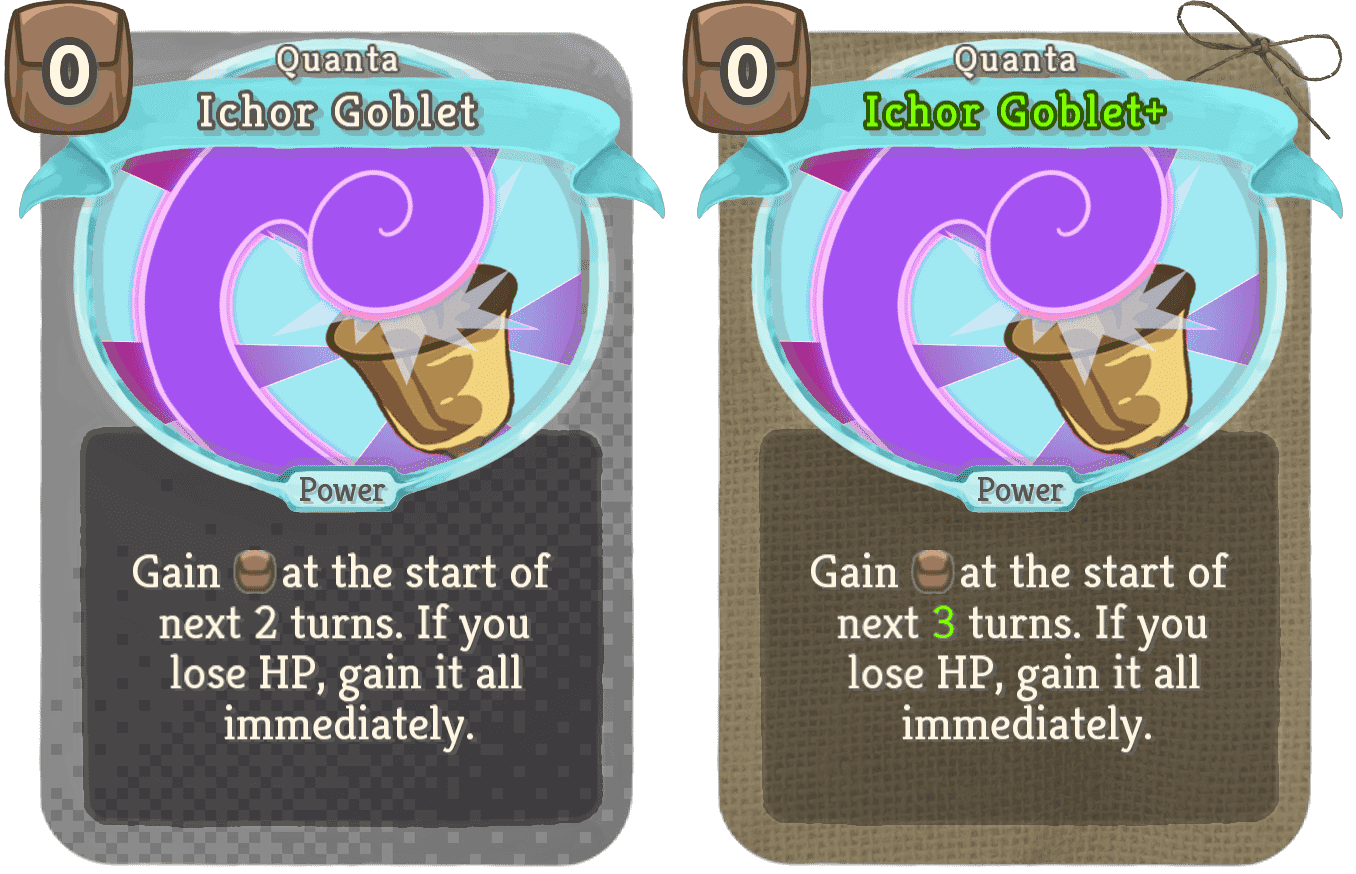 0
Quanta
Ichor Goblet
Power
Gain at the start of
next 2 turns. If you
lose HP, gain it all
immediately.
0
Quanta
Ichor Goblet+
Power
Gain at the start of
next 3 turns. If you
lose HP, gain it all
immediately.